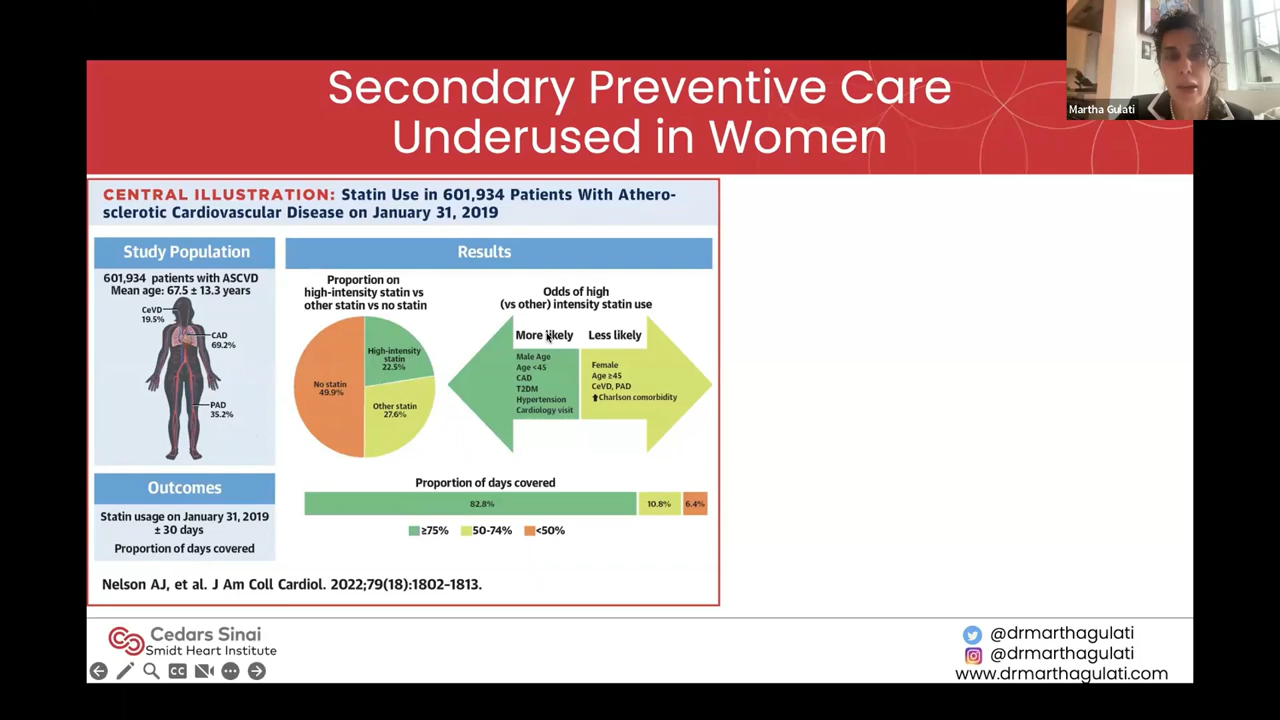 Martha Gulati
Secondary Preventive Care
Underused in Women
CENTRAL ILLUSTRATION: Statin Use in 601,934 Patients With Athero-
sclerotic Cardiovascular Disease on January 31, 2019
Study Population
601,934 patients with ASCVD
Mean age: 67.5 ± 13.3 years
CeVD
19.5%
CAD
69.2%
PAD
35.2%
Outcomes
Statin usage on January 31, 2019
± 30 days
Proportion of days covered
Results
Proportion on
high-intensity statin vs
other statin vs no statin
High-intensity
statin
22.5%
No statin
49.9%
Other statin
27.6%
Odds of high
(vs other) intensity statin use
More likely
Male Age
Age <45
CAD
T2DM
Hypertension
Cardiology visit
Less likely
Female
Age ≥45
CeVD, PAD
⬆Charlson comorbidity
Proportion of days covered
82.8% 10.8% 6.4%
≥75% 50-74% <50%
Nelson AJ, et al. J Am Coll Cardiol. 2022;79(18):1802-1813.
Cedars Sinai
Smidt Heart Institute
CC
@drmarthagulati
@drmarthagulati
www.drmarthagulati.com